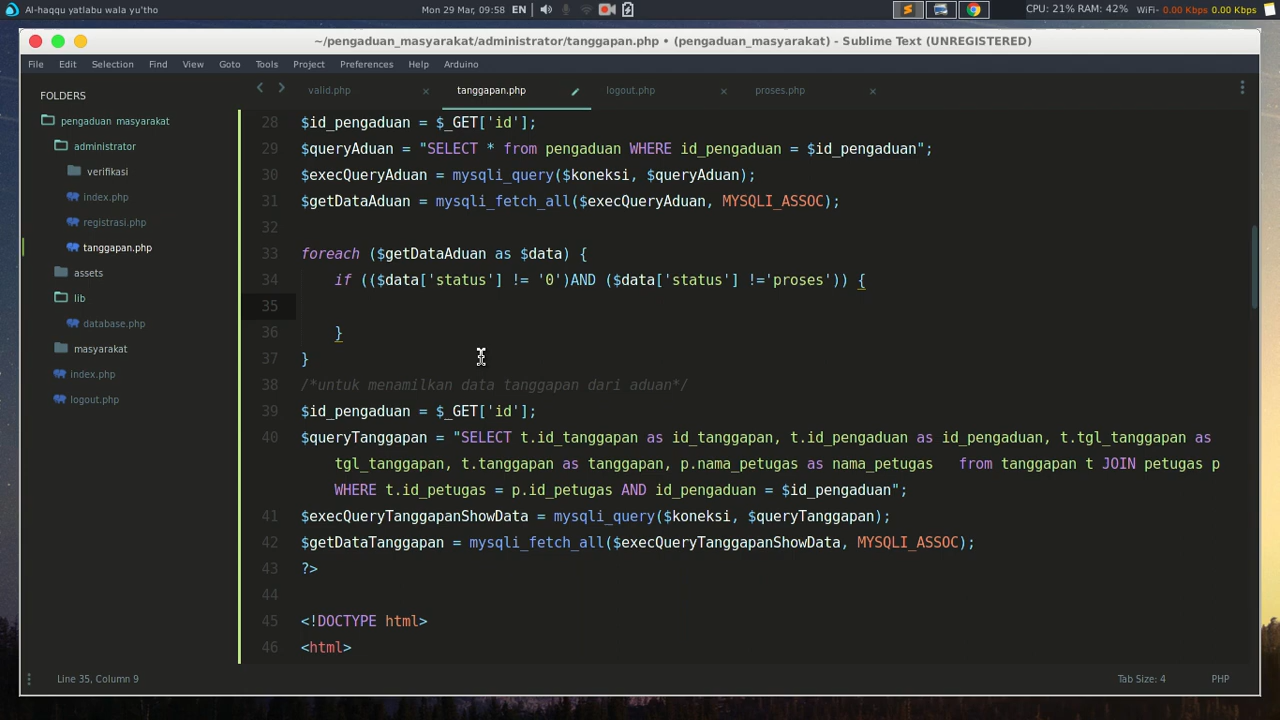 Al-haqqu yatlabu wala yu'tho
Mon 29 Mar, 09:58 EN
CPU: 21% RAM: 42% WiFi- 0.00 Kbps 0.00 Kbps
~/pengaduan_masyarakat/administrator/tanggapan.php • (pengaduan_masyarakat) - Sublime Text (UNREGISTERED)
File Edit Selection Find View Goto Tools Project Preferences Help Arduino
FOLDERS
pengaduan masyarakat
administrator
verifikasi
index.php
registrasi.php
tanggapan.php
assets
lib
database.php
masyarakat
index.php
logout.php
valid.php × tanggapan.php logout.php × proses.php ×
28 $id_pengaduan = $_GET['id'];
29 $queryAduan = "SELECT * from pengaduan WHERE id_pengaduan = $id_pengaduan";
30 $execQueryAduan = mysqli_query($koneksi, $queryAduan);
31 $getDataAduan = mysqli_fetch_all($execQueryAduan, MYSQLI_ASSOC);
32
33 foreach ($getDataAduan as $data) {
34 if (($data['status'] != '0')AND ($data['status'] !='proses')) {
35
36 }
37 }
38 /*untuk menamilkan data tanggapan dari aduan*/
39 $id_pengaduan = $_GET['id'];
40 $queryTanggapan = "SELECT t.id_tanggapan as id_tanggapan, t.id_pengaduan as id_pengaduan, t.tgl_tanggapan as
tgl_tanggapan, t.tanggapan as tanggapan, p.nama_petugas as nama_petugas from tanggapan t JOIN petugas p
WHERE t.id_petugas = p.id_petugas AND id_pengaduan = $id_pengaduan";
41 $execQueryTanggapanShowData = mysqli_query($koneksi, $queryTanggapan);
42 $getDataTanggapan = mysqli_fetch_all($execQueryTanggapanShowData, MYSQLI_ASSOC);
43 ?>
44
45 <!DOCTYPE html>
46 <html>
Line 35, Column 9
Tab Size: 4 PHP